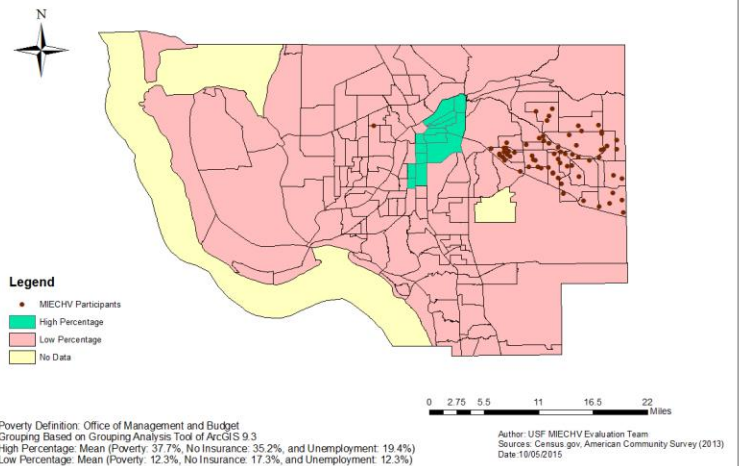 N
Legend
MIECHV Participants
High Percentage
Low Percentage
No Data
0 2.75 5.5 11 16.5 22
Miles
Poverty Definition: Office of Management and Budget
Grouping Based on Grouping Analysis Tool of ArcGIS 9.3
High Percentage: Mean (Poverty: 37.7%, No Insurance: 35.2%, and Unemployment: 19.4%)
Low Percentage: Mean (Poverty: 12.3%, No Insurance: 17.3%, and Unemployment: 12.3%)
Author: USF MIECHV Evaluation Team
Sources: Census.gov, American Community Survey (2013)
Date:10/05/2015